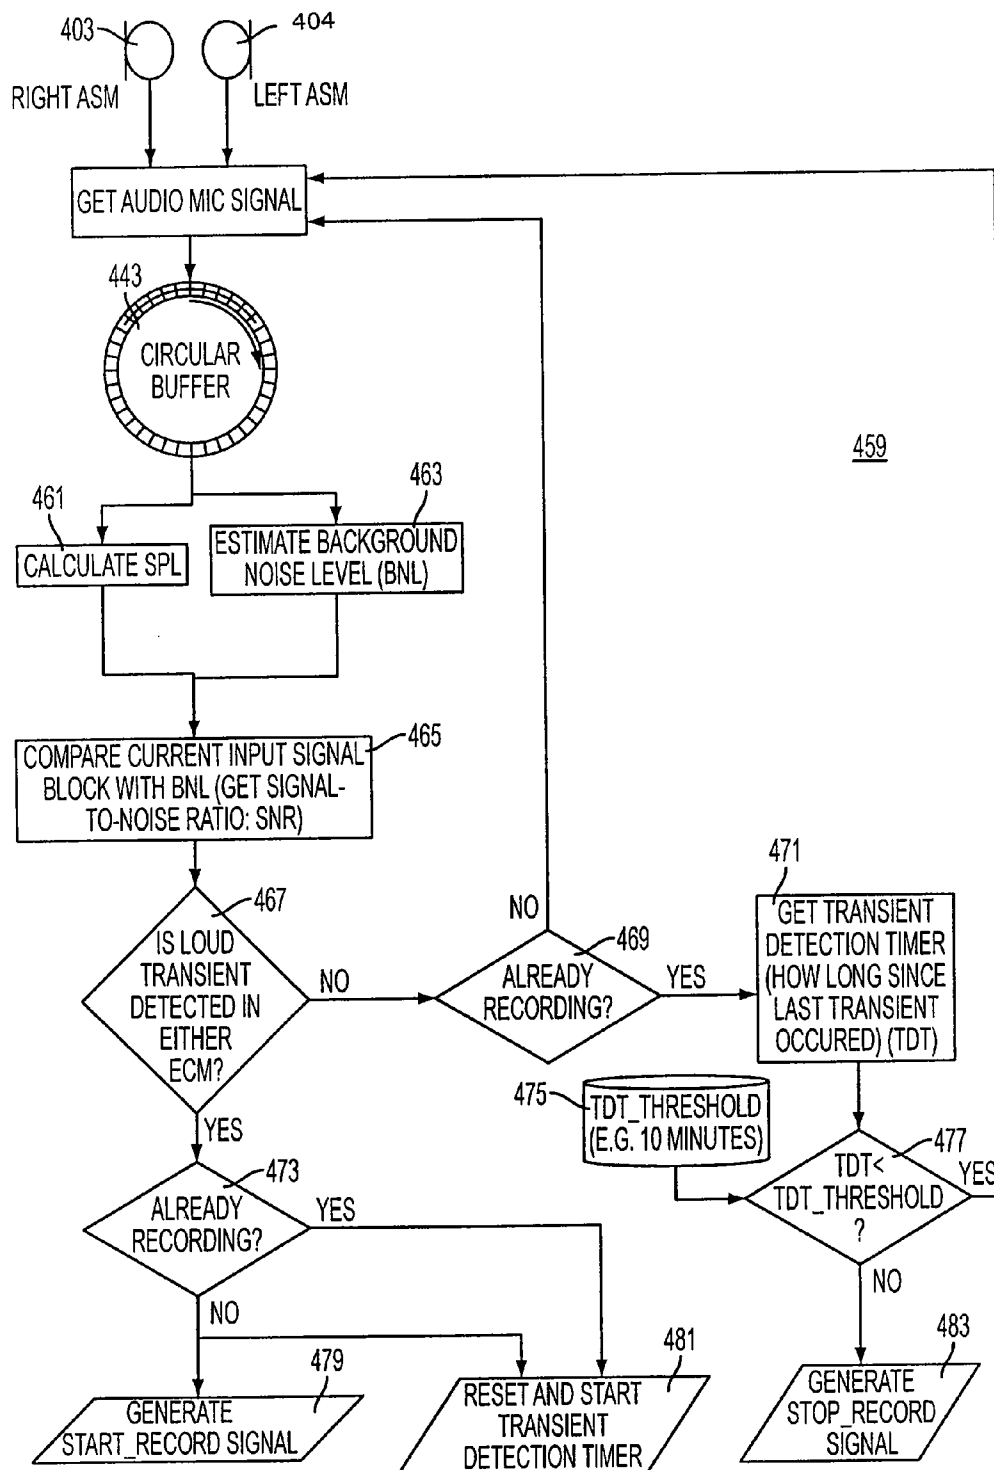 403
404
RIGHT ASM
LEFT ASM
GET AUDIO MIC SIGNAL
443
CIRCULAR
BUFFER
459
461
463
CALCULATE SPL
ESTIMATE BACKGROUND
NOISE LEVEL (BNL)
465
COMPARE CURRENT INPUT SIGNAL
BLOCK WITH BNL (GET SIGNAL-
TO-NOISE RATIO: SNR)
467
IS LOUD
TRANSIENT
DETECTED IN
EITHER
ECM?
NO
YES
469
ALREADY
RECORDING?
NO
YES
471
GET TRANSIENT
DETECTION TIMER
(HOW LONG SINCE
LAST TRANSIENT
OCCURED) (TDT)
475
TDT_THRESHOLD
(E.G. 10 MINUTES)
477
TDT<
TDT_THRESHOLD
?
YES
NO
473
ALREADY
RECORDING?
YES
NO
479
GENERATE
START_RECORD SIGNAL
481
RESET AND START
TRANSIENT
DETECTION TIMER
483
GENERATE
STOP_RECORD
SIGNAL